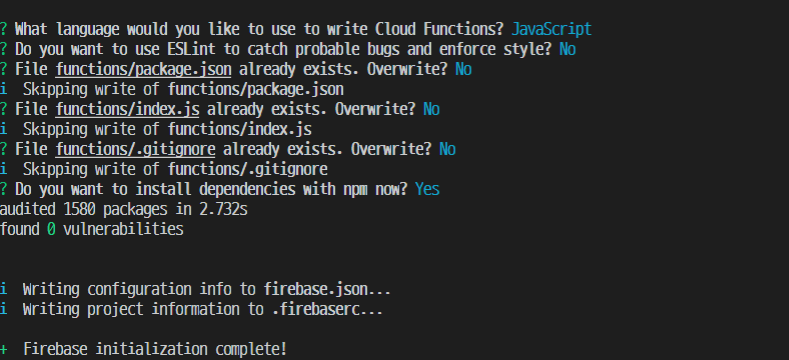 ? What language would you like to use to write Cloud Functions? JavaScript
? Do you want to use ESLint to catch probable bugs and enforce style? No
? File functions/package.json already exists. Overwrite? No
i  Skipping write of functions/package.json
? File functions/index.js already exists. Overwrite? No
i  Skipping write of functions/index.js
? File functions/.gitignore already exists. Overwrite? No
i  Skipping write of functions/.gitignore
? Do you want to install dependencies with npm now? Yes
audited 1580 packages in 2.732s
found 0 vulnerabilities
i  Writing configuration info to firebase.json...
i  Writing project information to .firebaserc...
+  Firebase initialization complete!